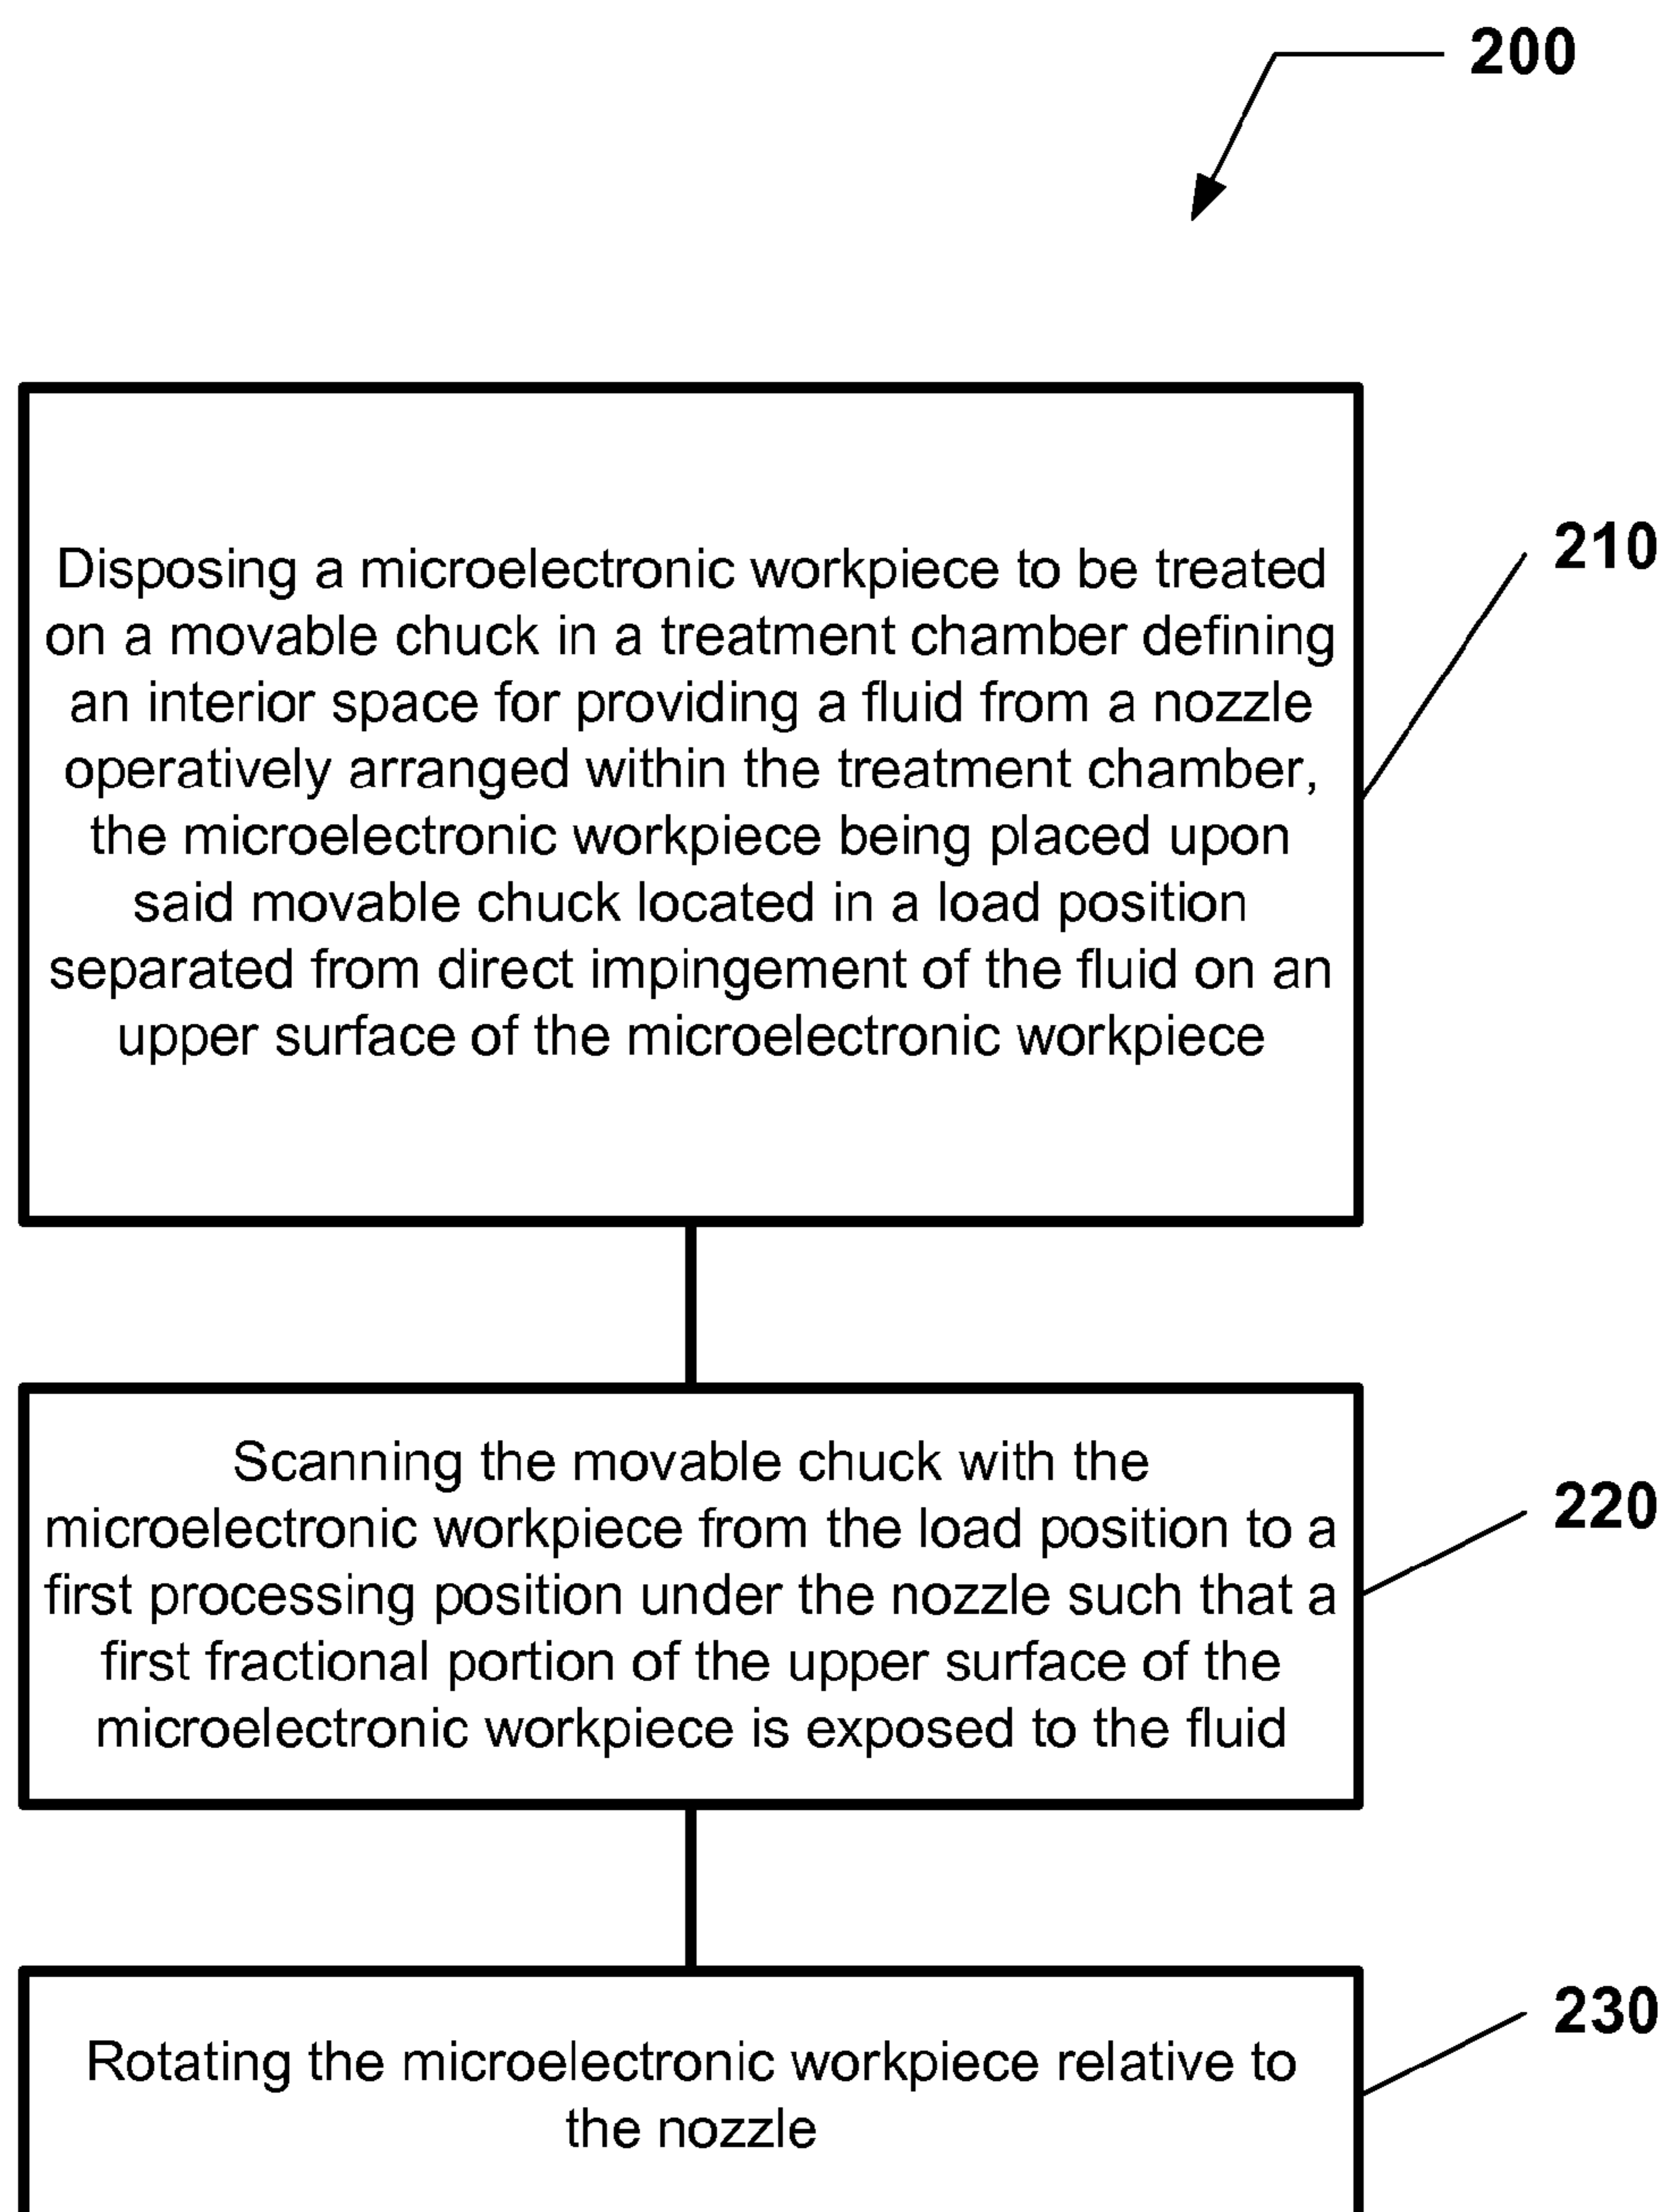 200
Disposing a microelectronic workpiece to be treated
on a movable chuck in a treatment chamber defining
an interior space for providing a fluid from a nozzle
operatively arranged within the treatment chamber,
the microelectronic workpiece being placed upon
said movable chuck located in a load position
separated from direct impingement of the fluid on an
upper surface of the microelectronic workpiece
210
Scanning the movable chuck with the
microelectronic workpiece from the load position to a
first processing position under the nozzle such that a
first fractional portion of the upper surface of the
microelectronic workpiece is exposed to the fluid
220
Rotating the microelectronic workpiece relative to
the nozzle
230